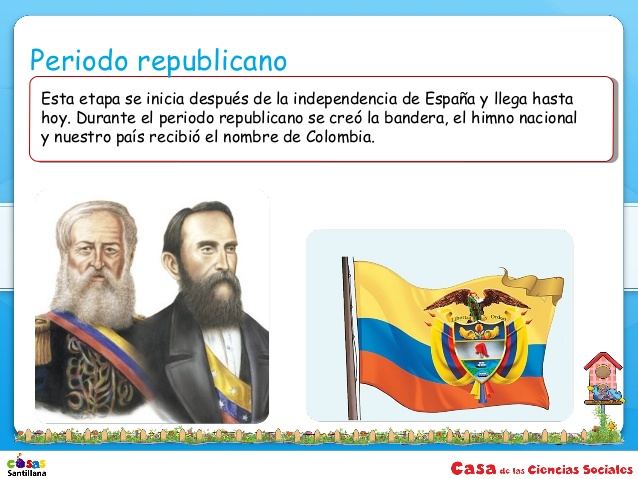 Periodo republicano
Esta etapa se inicia después de la independencia de España y llega hasta
hoy. Durante el periodo republicano se creó la bandera, el himno nacional
y nuestro país recibió el nombre de Colombia.
Libertad y Orden
Cosas
Santillana
Casa de las Ciencias Sociales